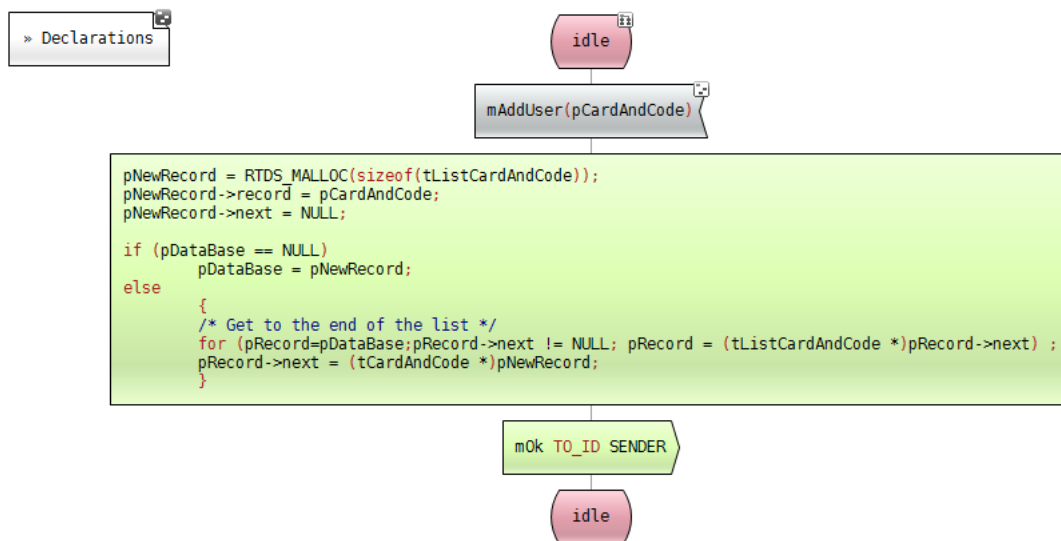 » Declarations
idle
mAddUser(pCardAndCode)
pNewRecord = RTDS_MALLOC(sizeof(tListCardAndCode));
pNewRecord->record = pCardAndCode;
pNewRecord->next = NULL;
if (pDataBase == NULL)
pDataBase = pNewRecord;
else
{
/* Get to the end of the list */
for (pRecord=pDataBase;pRecord->next != NULL; pRecord = (tListCardAndCode *)pRecord->next) ;
pRecord->next = (tCardAndCode *)pNewRecord;
}
mOk TO_ID SENDER
idle